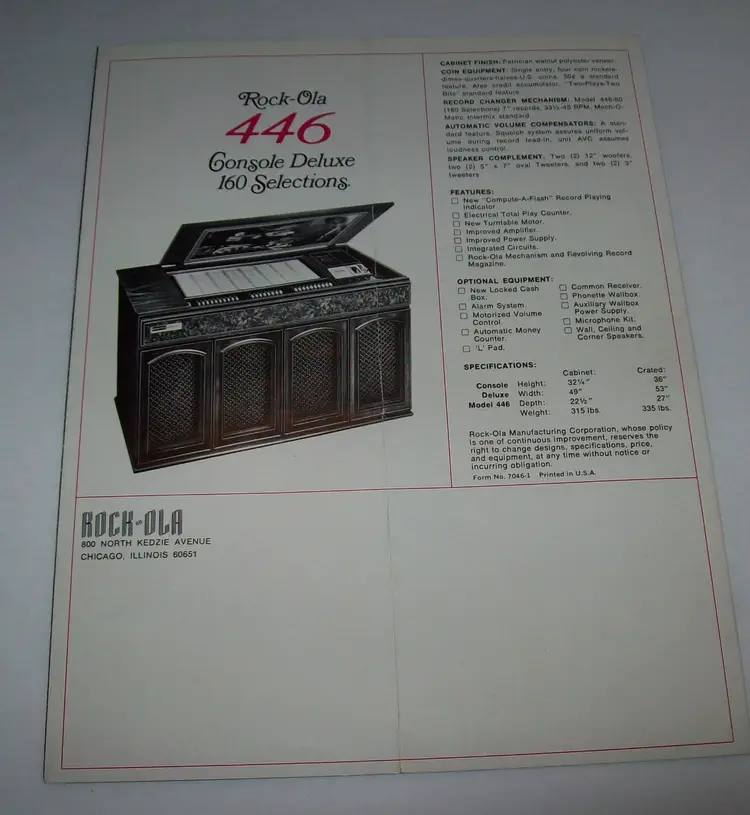 Rock-Ola
446
Console Deluxe
160 Selections.
CABINET FINISH: Patrician walnut polyester veneer.
COIN EQUIPMENT: Single entry, four coin rockers-
dimes-quarters-halves-U.S. coins. 50¢ a standard
feature. Also credit accumulator. "Two-Plays-Two
Bits" standard feature.
RECORD CHANGER MECHANISM: Model 446-80
(160 Selections) 7" records, 33⅓-45 RPM, Mech-O-
Matic Intermix standard.
AUTOMATIC VOLUME COMPENSATORS: A stan-
dard feature. Squelch system assures uniform vol-
ume during record lead-in, unit AVC assumes
loudness control.
SPEAKER COMPLEMENT: Two (2) 12" woofers,
two (2) 5" x 7" oval Tweeters, and two (2) 3"
tweeters
FEATURES:
☐ New "Compute-A-Flash" Record Playing
Indicator
☐ Electrical Total Play Counter.
☐ New Turntable Motor.
☐ Improved Amplifier.
☐ Improved Power Supply.
☐ Integrated Circuits.
☐ Rock-Ola Mechanism and Revolving Record
Magazine.
OPTIONAL EQUIPMENT:
☐ New Locked Cash
Box.
☐ Alarm System.
☐ Motorized Volume
Control
☐ Automatic Money
Counter.
☐ 'L' Pad.
☐ Common Receiver.
☐ Phonette Wallbox.
☐ Auxiliary Wallbox
Power Supply.
☐ Microphone Kit.
☐ Wall, Ceiling and
Corner Speakers.
SPECIFICATIONS:
Cabinet: Crated:
Console Height: 32¼" 36"
Deluxe Width: 49" 53"
Model 446 Depth: 22½" 27"
Weight: 315 lbs. 335 lbs.
Rock-Ola Manufacturing Corporation, whose policy
is one of continuous improvement, reserves the
right to change designs, specifications, price,
and equipment, at any time without notice or
incurring obligation.
Form No. 7046-1 Printed in U.S.A.
ROCK-OLA
800 NORTH KEDZIE AVENUE
CHICAGO, ILLINOIS 60651